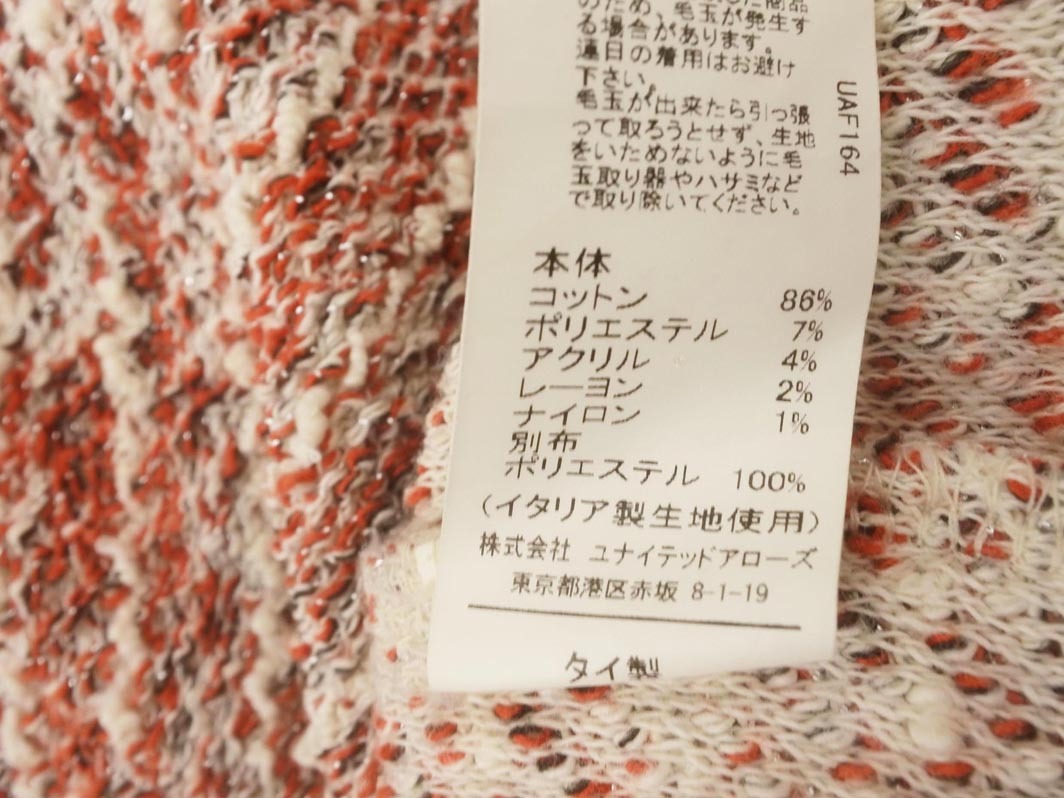 のため、毛玉が発生す
る場合があります。
連日の着用はお避け
下さい。
毛玉が出来たら引っ張
って取ろうとせず、生地
をいためないように毛
玉取り器やハサミなど
で取り除いてください。
UAF164
本体
コットン 86%
ポリエステル 7%
アクリル 4%
レーヨン 2%
ナイロン 1%
別布
ポリエステル 100%
(イタリア製生地使用)
株式会社 ユナイテッドアローズ
東京都港区赤坂 8-1-19
タイ製